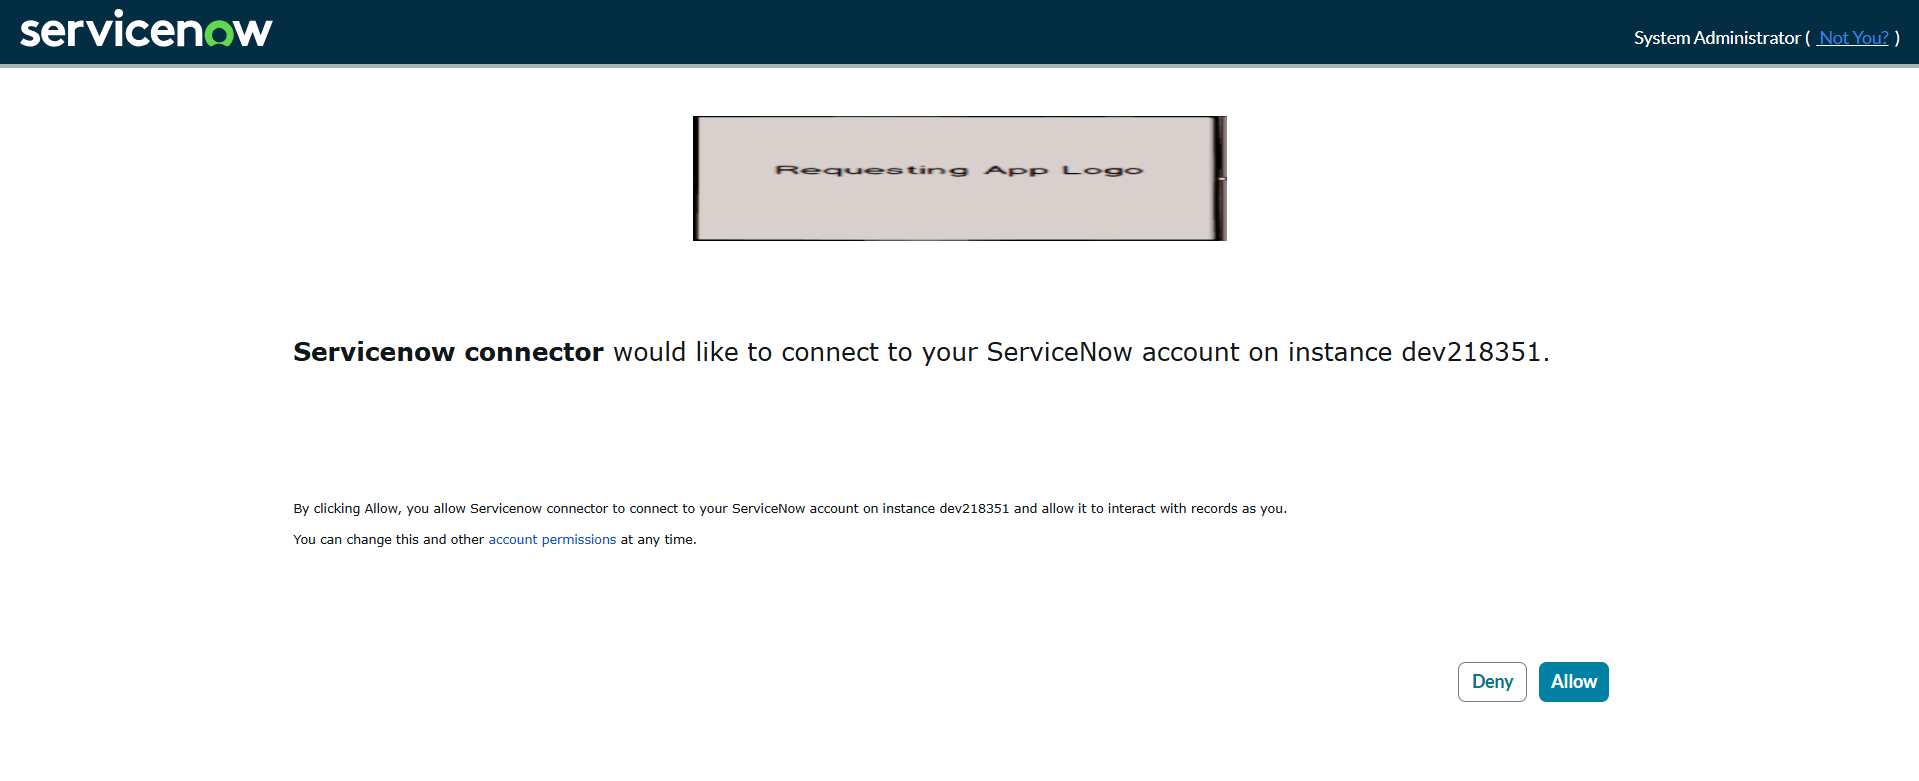 servicenow
System Administrator ( Not You? )
Requesting App Logo
Servicenow connector would like to connect to your ServiceNow account on instance dev218351.
By clicking Allow, you allow Servicenow connector to connect to your ServiceNow account on instance dev218351 and allow it to interact with records as you.
You can change this and other account permissions at any time.
Deny Allow